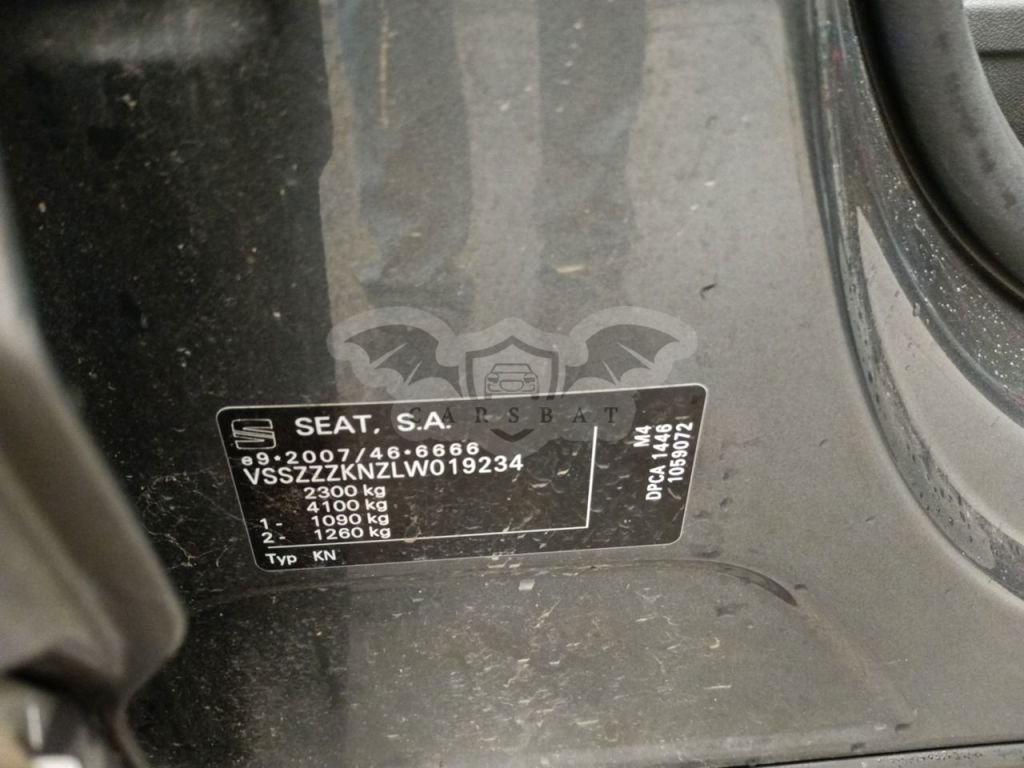 SEAT, S.A.
e9*2007/46*6666
VSSZZZKNZLW019234
2300 kg
4100 kg
1 - 1090 kg
2 - 1260 kg
Typ KN
M4
DPCA 1446
1059072
CARSBAT